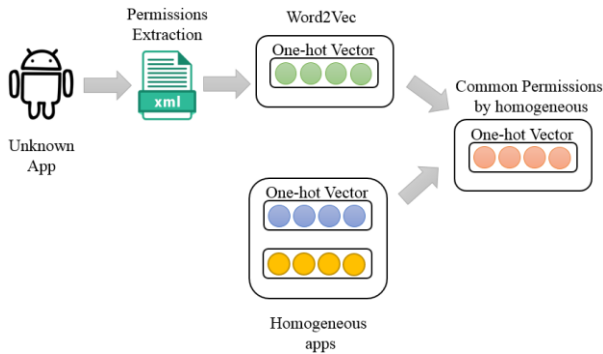 Unknown
App
Permissions
Extraction
xml
Word2Vec
One-hot Vector
One-hot Vector
Homogeneous
apps
Common Permissions
by homogeneous
One-hot Vector